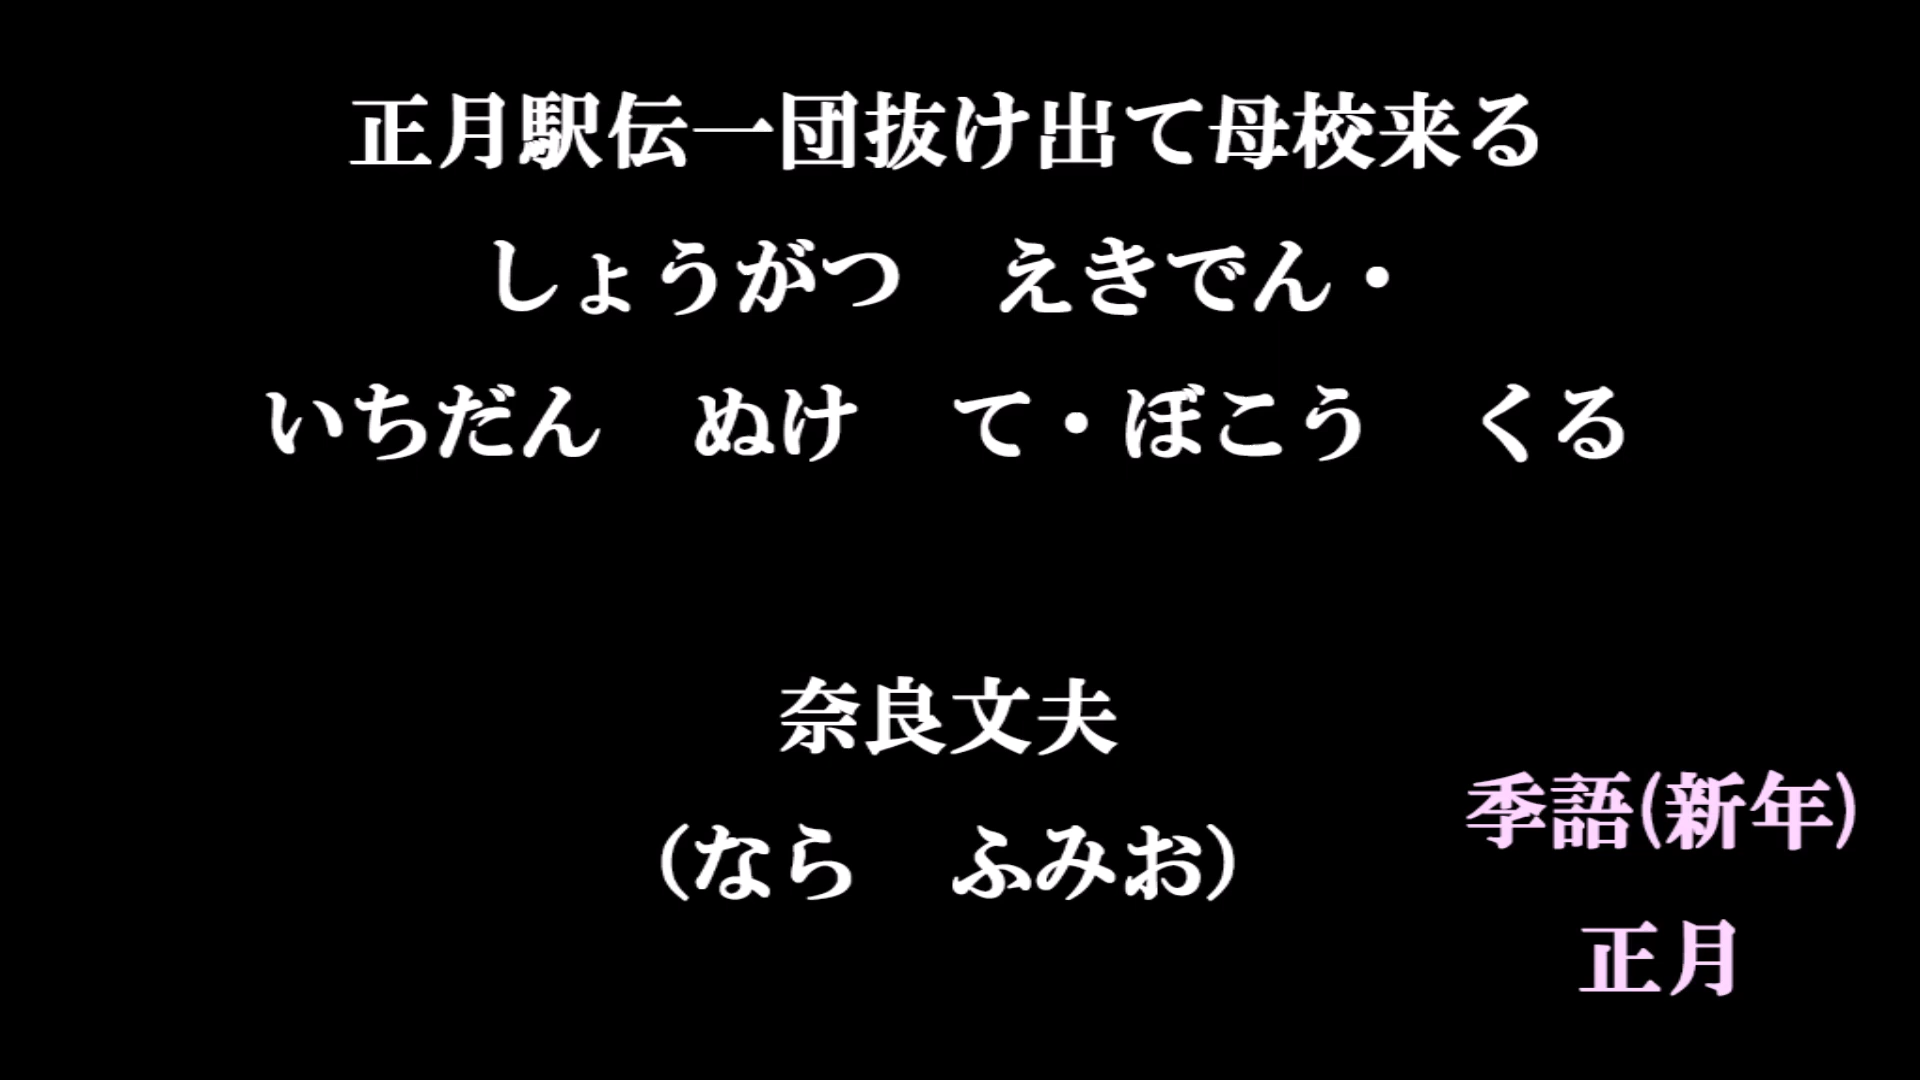 正月駅伝一団抜け出て母校来る
しょうがつ　えきでん・
いちだん　ぬけ　て・ぼこう　くる
奈良文夫
（なら　ふみお）
季語(新年)
正月